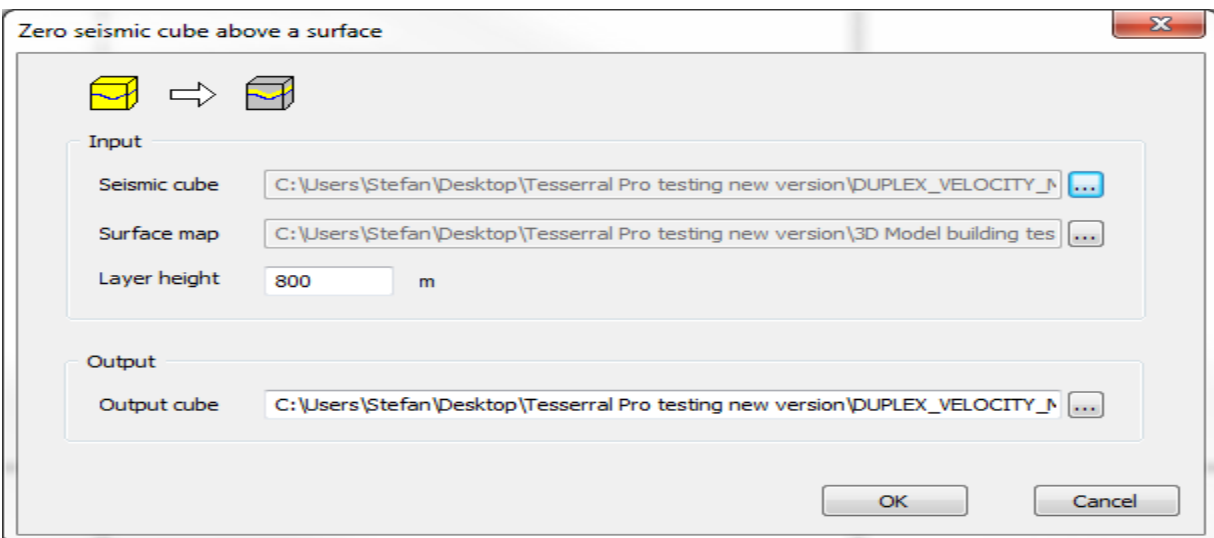 Zero seismic cube above a surface
Input
Seismic cube C:\Users\Stefan\Desktop\Tesserral Pro testing new version\DUPLEX_VELOCITY_ ...
Surface map C:\Users\Stefan\Desktop\Tesserral Pro testing new version\3D Model building tes ...
Layer height 800 m
Output
Output cube C:\Users\Stefan\Desktop\Tesserral Pro testing new version\DUPLEX_VELOCITY_ ...
OK Cancel